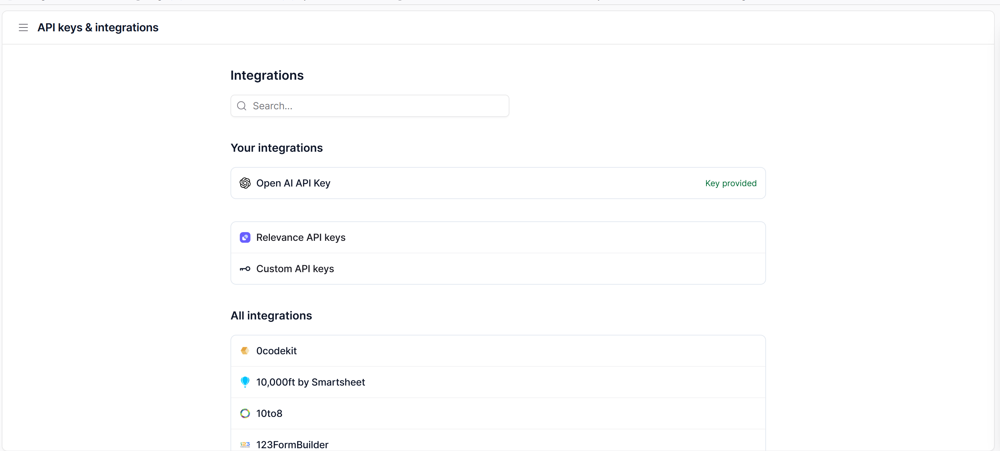 API keys & integrations
Integrations
Search...
Your integrations
Open AI API Key
Key provided
Relevance API keys
Custom API keys
All integrations
0codekit
10,000ft by Smartsheet
10to8
123
123FormBuilder